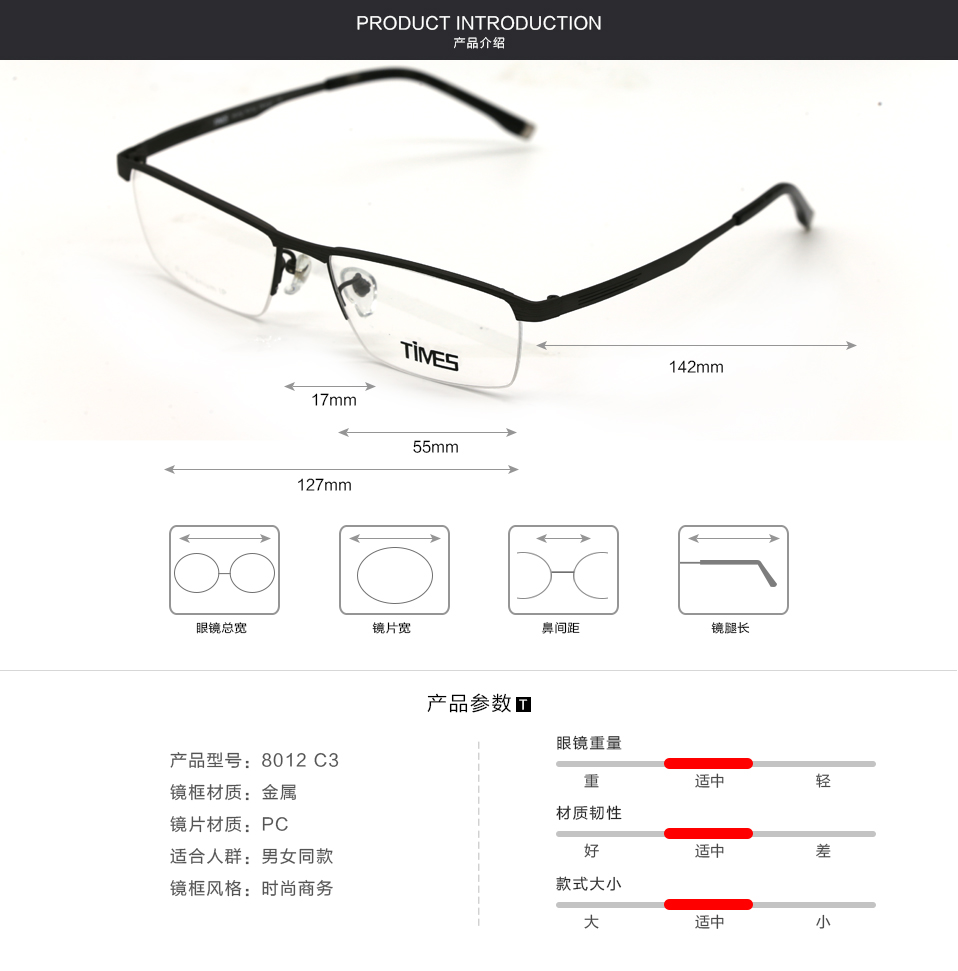 PRODUCT INTRODUCTION
产品介绍
TiMES
142mm
17mm
55mm
127mm
眼镜总宽
镜片宽
鼻间距
镜腿长
产品参数 T
产品型号：8012 C3
镜框材质：金属
镜片材质：PC
适合人群：男女同款
镜框风格：时尚商务
眼镜重量
重 适中 轻
材质韧性
好 适中 差
款式大小
大 适中 小